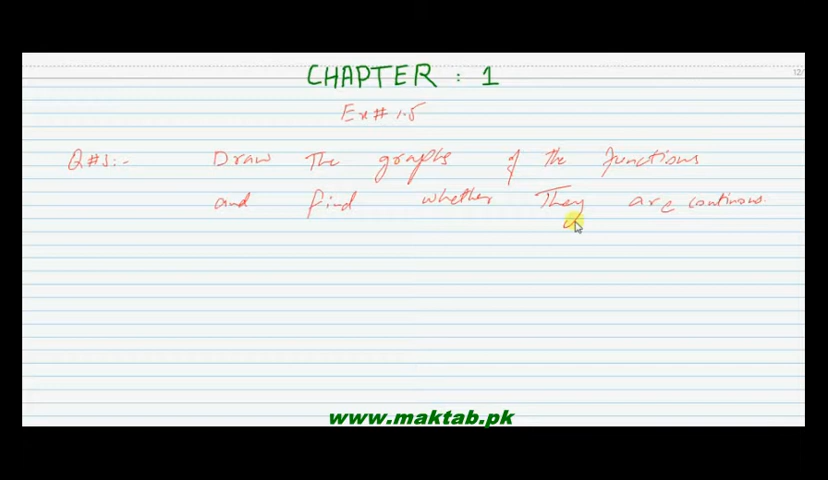 CHAPTER : 1
Ex# 1.5
Q#3:- Draw The graphs of the functions
and find whether They are continous.
www.maktab.pk